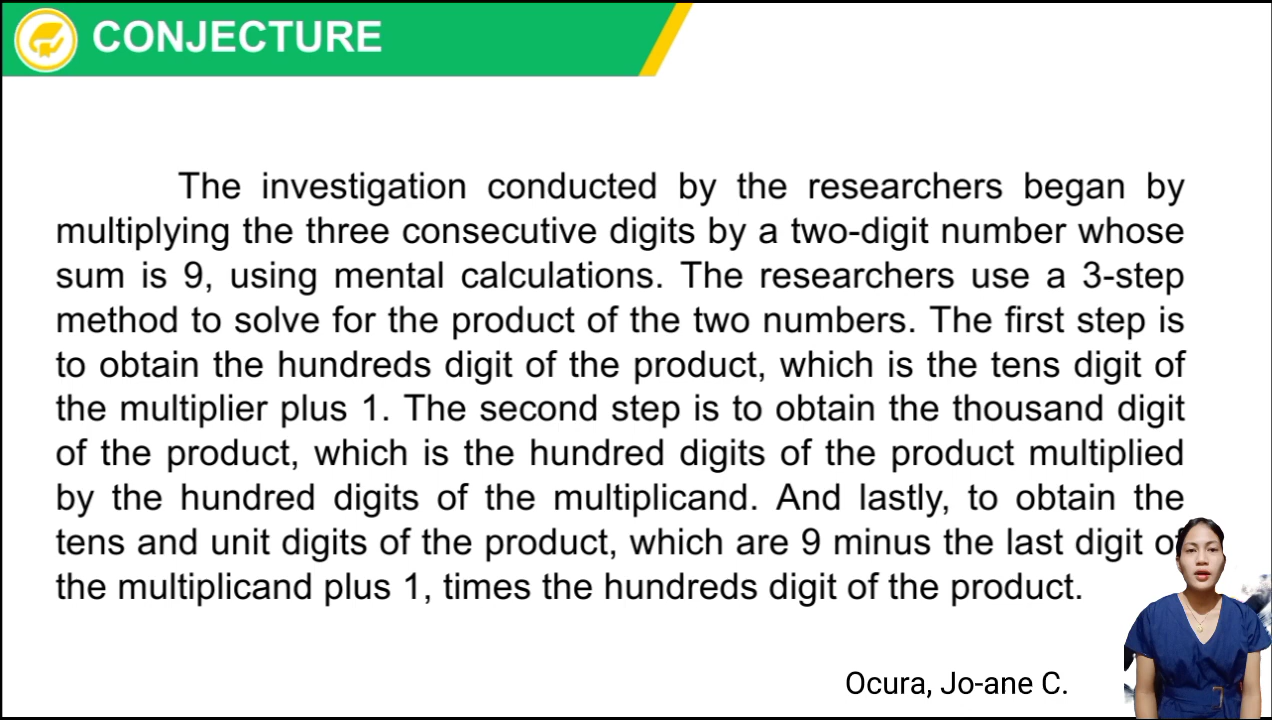 CONJECTURE
The investigation conducted by the researchers began by
multiplying the three consecutive digits by a two-digit number whose
sum is 9, using mental calculations. The researchers use a 3-step
method to solve for the product of the two numbers. The first step is
to obtain the hundreds digit of the product, which is the tens digit of
the multiplier plus 1. The second step is to obtain the thousand digit
of the product, which is the hundred digits of the product multiplied
by the hundred digits of the multiplicand. And lastly, to obtain the
tens and unit digits of the product, which are 9 minus the last digit of
the multiplicand plus 1, times the hundreds digit of the product.
Ocura, Jo-ane C.